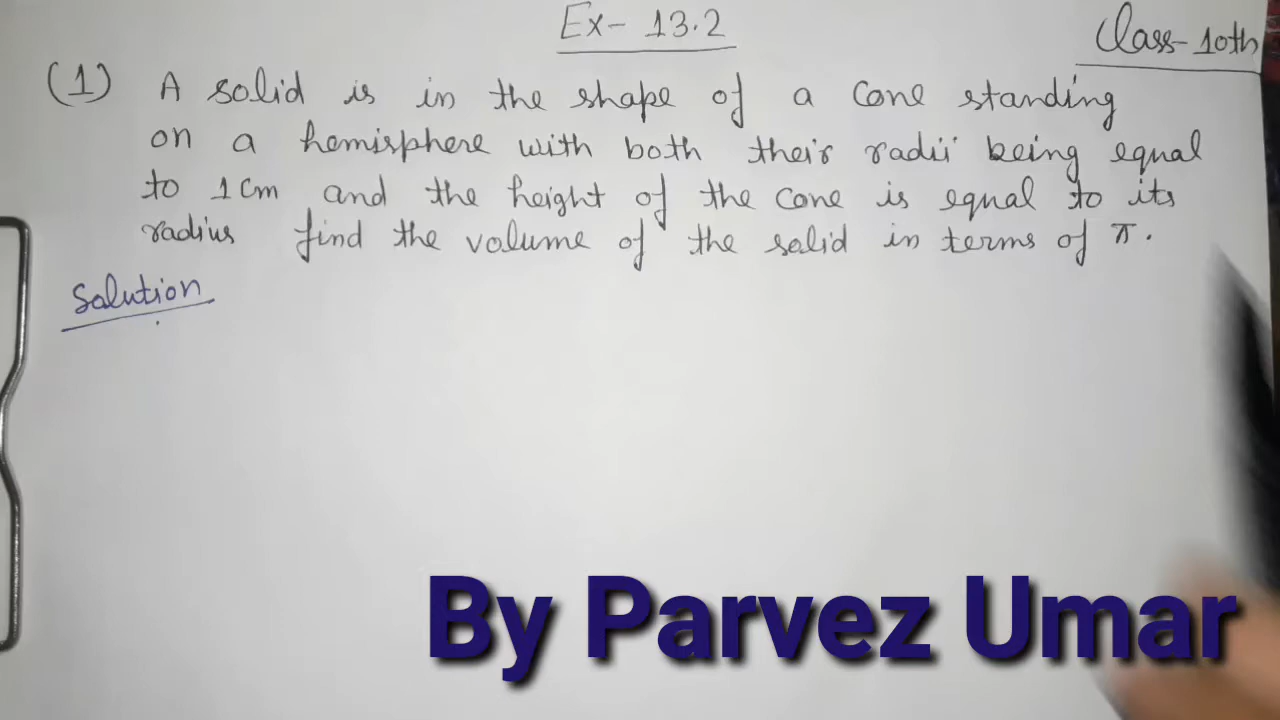 Ex- 13.2
Class- 10th
(1) A solid is in the shape of a cone standing
on a hemisphere with both their radii being equal
to 1cm and the height of the cone is equal to its
radius find the volume of the solid in terms of π.
Solution
By Parvez Umar